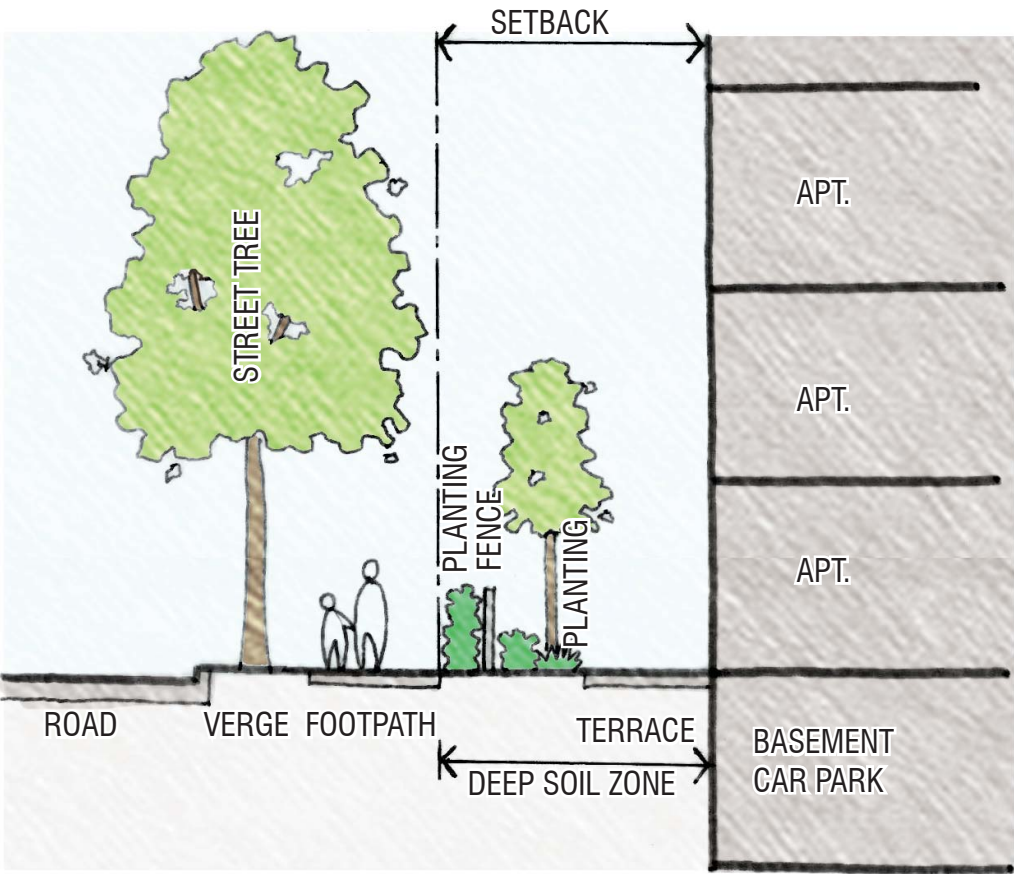 SETBACK
APT.
STREET TREE
APT.
PLANTING
FENCE
PLANTING
APT.
ROAD
VERGE
FOOTPATH
TERRACE
BASEMENT
CAR PARK
DEEP SOIL ZONE